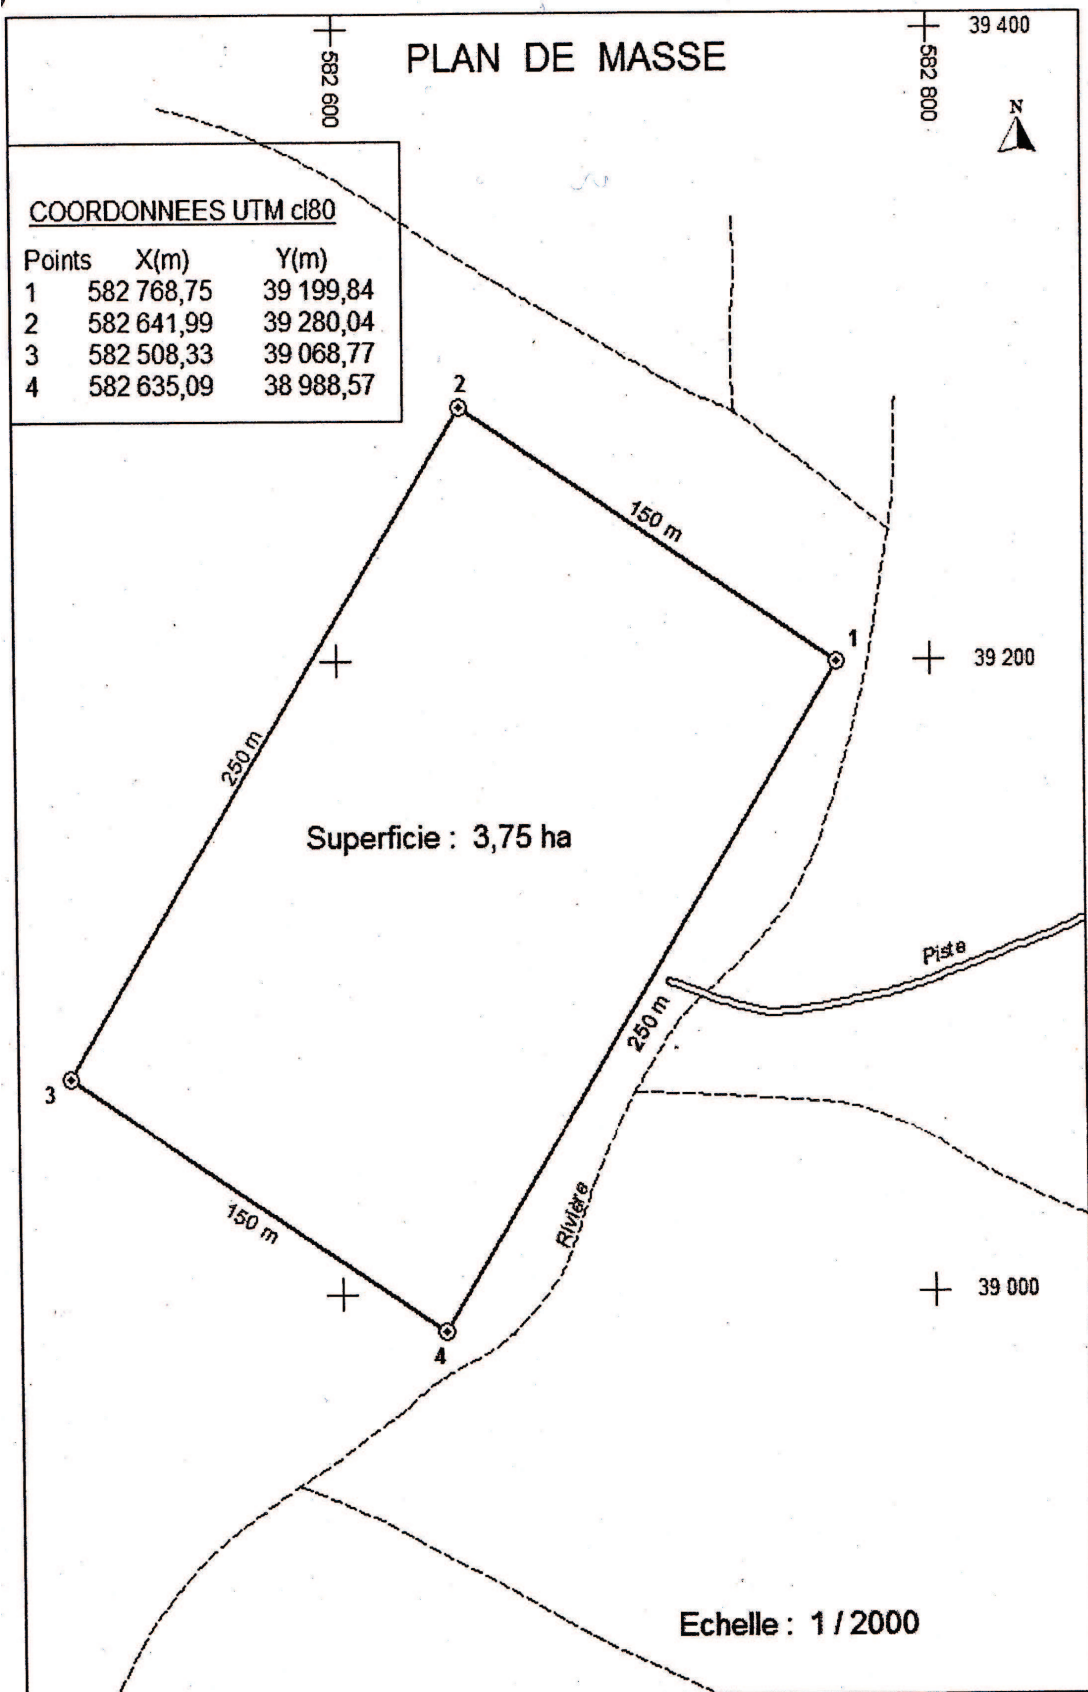 39 400
582 600
582 800
PLAN DE MASSE
N
COORDONNEES UTM cl80
Points X(m) Y(m)
1 582 768,75 39 199,84
2 582 641,99 39 280,04
3 582 508,33 39 068,77
4 582 635,09 38 988,57
2
150 m
1
39 200
250 m
Superficie : 3,75 ha
Piste
250 m
3
Rivière
150 m
39 000
4
Echelle : 1 / 2000